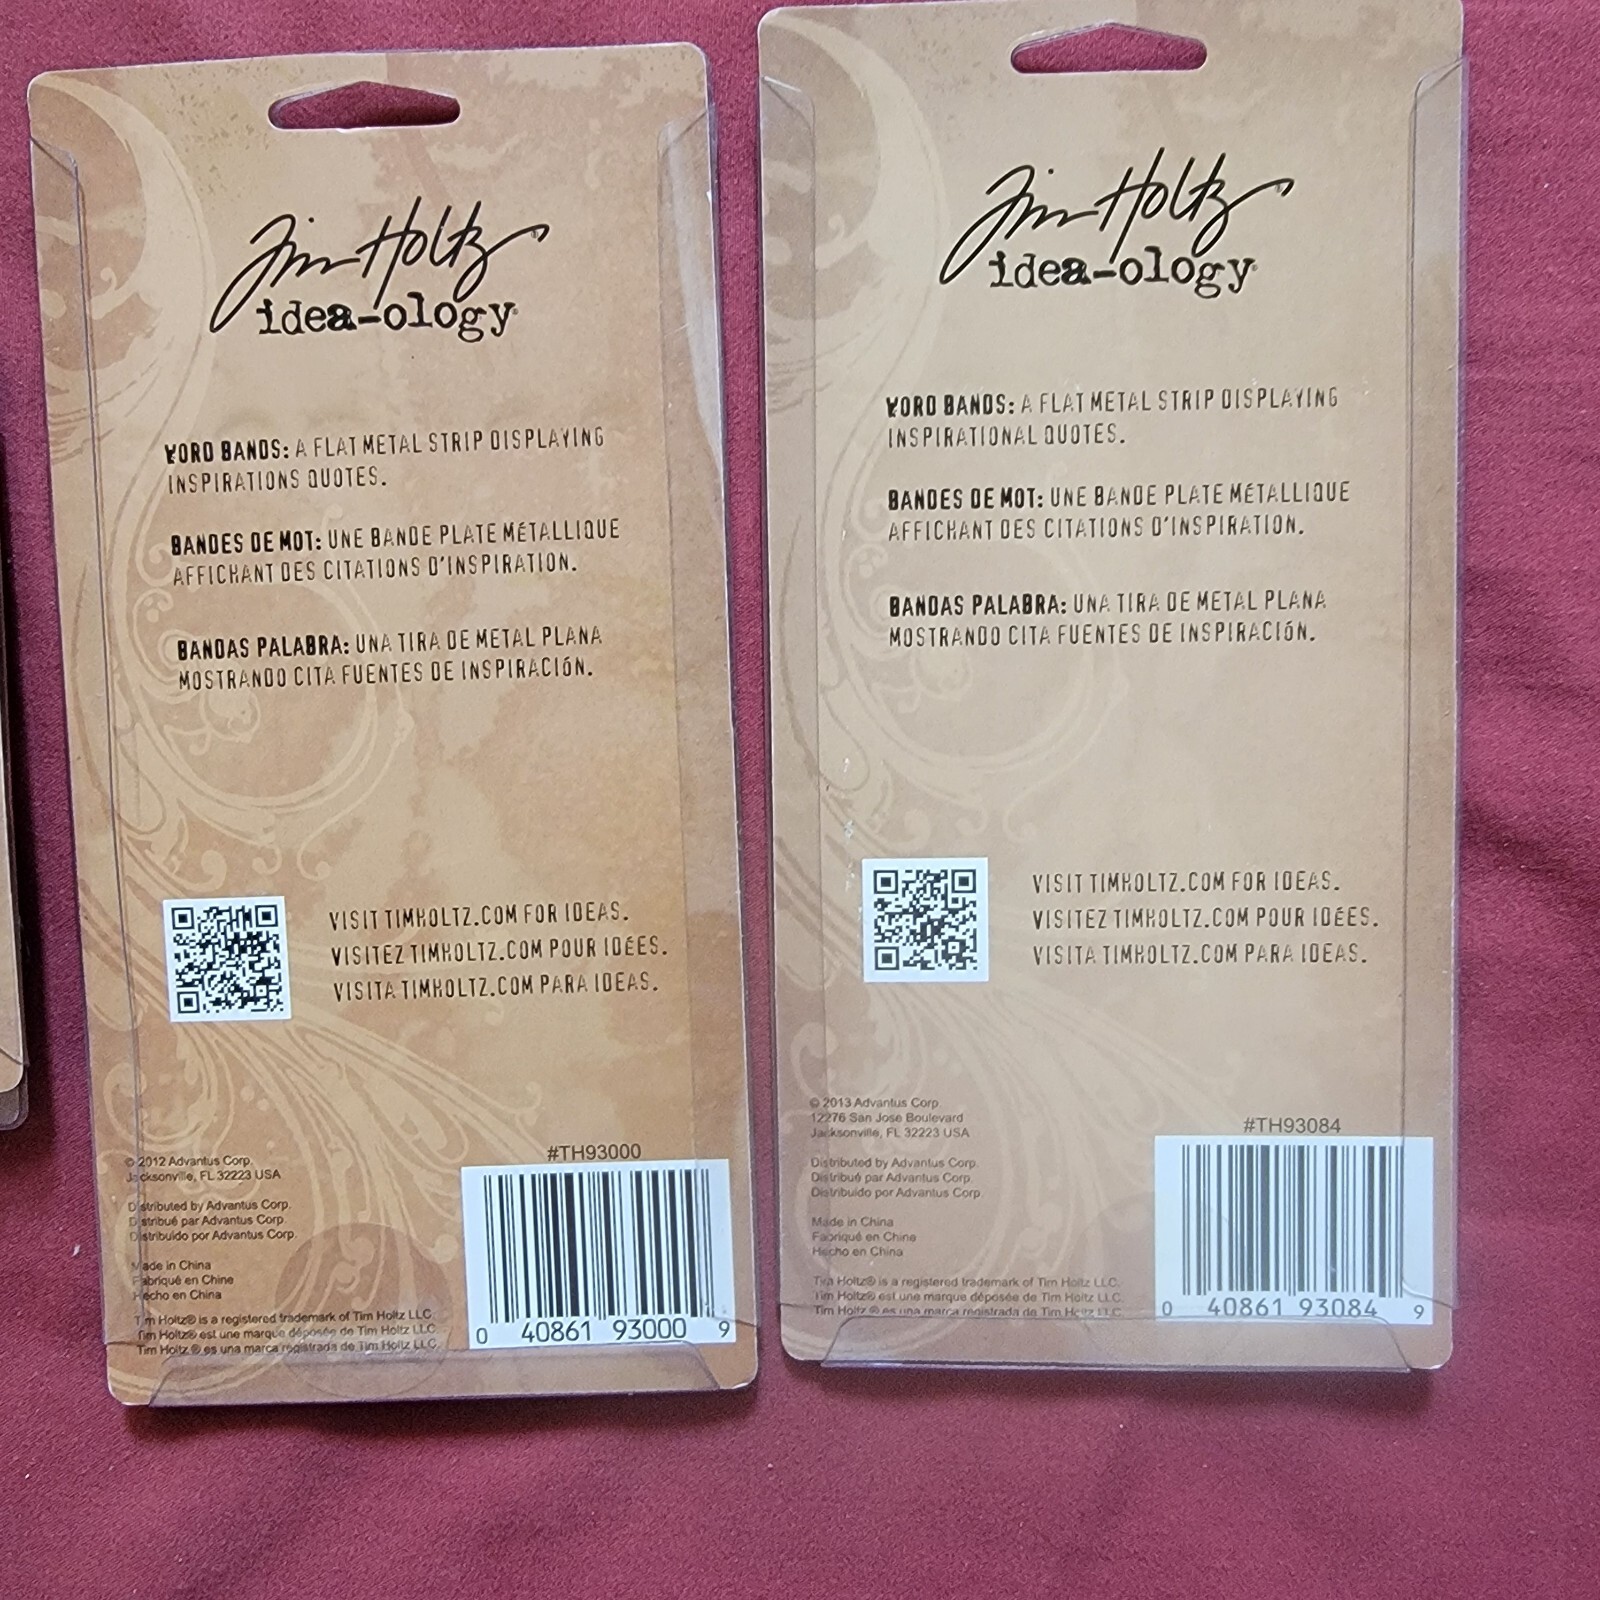 Tim Holtz
idea-ology
WORD BANDS: A FLAT METAL STRIP DISPLAYING
INSPIRATIONS QUOTES.
BANDES DE MOT: UNE BANDE PLATE MÉTALLIQUE
AFFICHANT DES CITATIONS D'INSPIRATION.
BANDAS PALABRA: UNA TIRA DE METAL PLANA
MOSTRANDO CITA FUENTES DE INSPIRACIÓN.
VISIT TIMHOLTZ.COM FOR IDEAS.
VISITEZ TIMHOLTZ.COM POUR IDÉES.
VISITA TIMHOLTZ.COM PARA IDEAS.
© 2012 Advantus Corp.
Jacksonville, FL 32223 USA
Distributed by Advantus Corp.
Distribué par Advantus Corp.
Distribuido por Advantus Corp.
Made in China
Fabriqué en Chine
Hecho en China
Tim Holtz® is a registered trademark of Tim Holtz LLC.
Tim Holtz® est une marque déposée de Tim Holtz LLC.
Tim Holtz ® es una marca registrada de Tim Holtz LLC.
#TH93000
0 40861 93000 9
Tim Holtz
idea-ology
WORD BANDS: A FLAT METAL STRIP DISPLAYING
INSPIRATIONAL QUOTES.
BANDES DE MOT: UNE BANDE PLATE MÉTALLIQUE
AFFICHANT DES CITATIONS D'INSPIRATION.
BANDAS PALABRA: UNA TIRA DE METAL PLANA
MOSTRANDO CITA FUENTES DE INSPIRACIÓN.
VISIT TIMHOLTZ.COM FOR IDEAS.
VISITEZ TIMHOLTZ.COM POUR IDÉES.
VISITA TIMHOLTZ.COM PARA IDEAS.
© 2013 Advantus Corp.
12276 San Jose Boulevard
Jacksonville, FL 32223 USA
Distributed by Advantus Corp.
Distribué par Advantus Corp.
Distribuido por Advantus Corp.
Made in China
Fabriqué en Chine
Hecho en China
Tim Holtz® is a registered trademark of Tim Holtz LLC.
Tim Holtz® est une marque déposée de Tim Holtz LLC.
Tim Holtz ® es una marca registrada de Tim Holtz LLC.
#TH93084
0 40861 93084 9